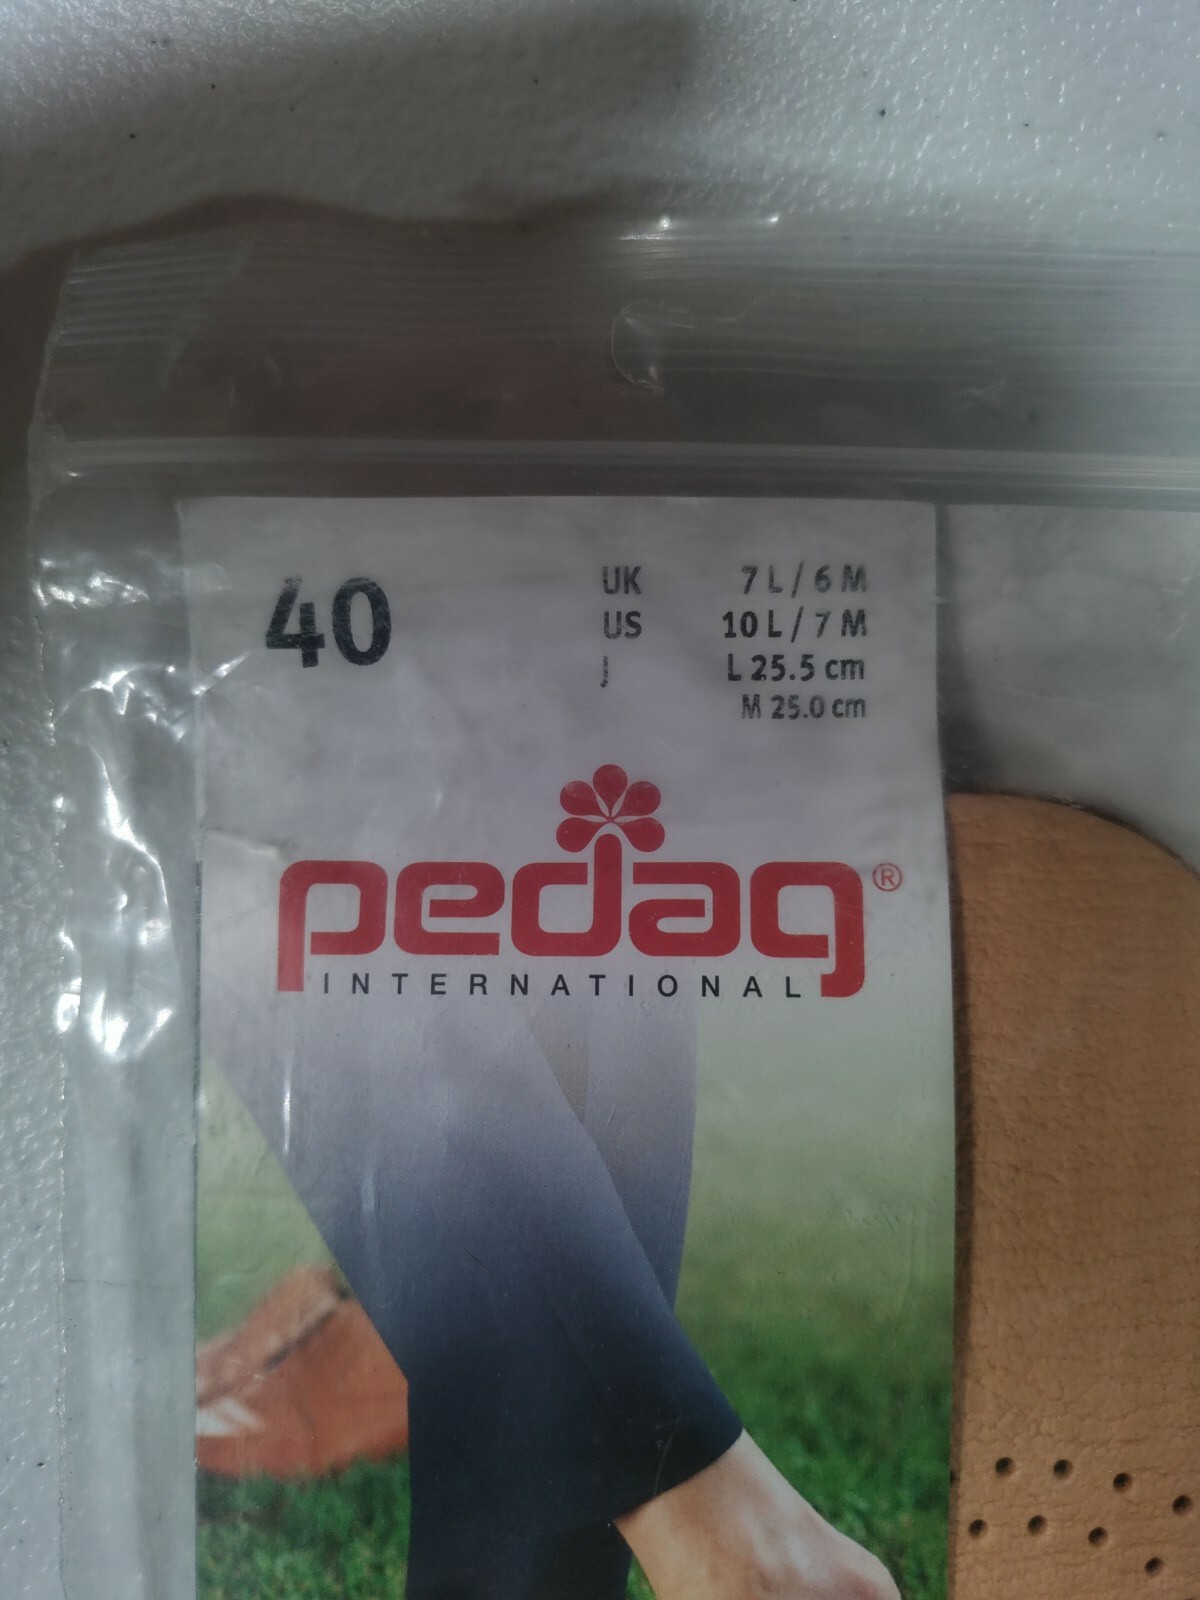 40
UK 7 L / 6 M
US 10 L / 7 M
J L 25.5 cm
M 25.0 cm
pedag®
INTERNATIONAL